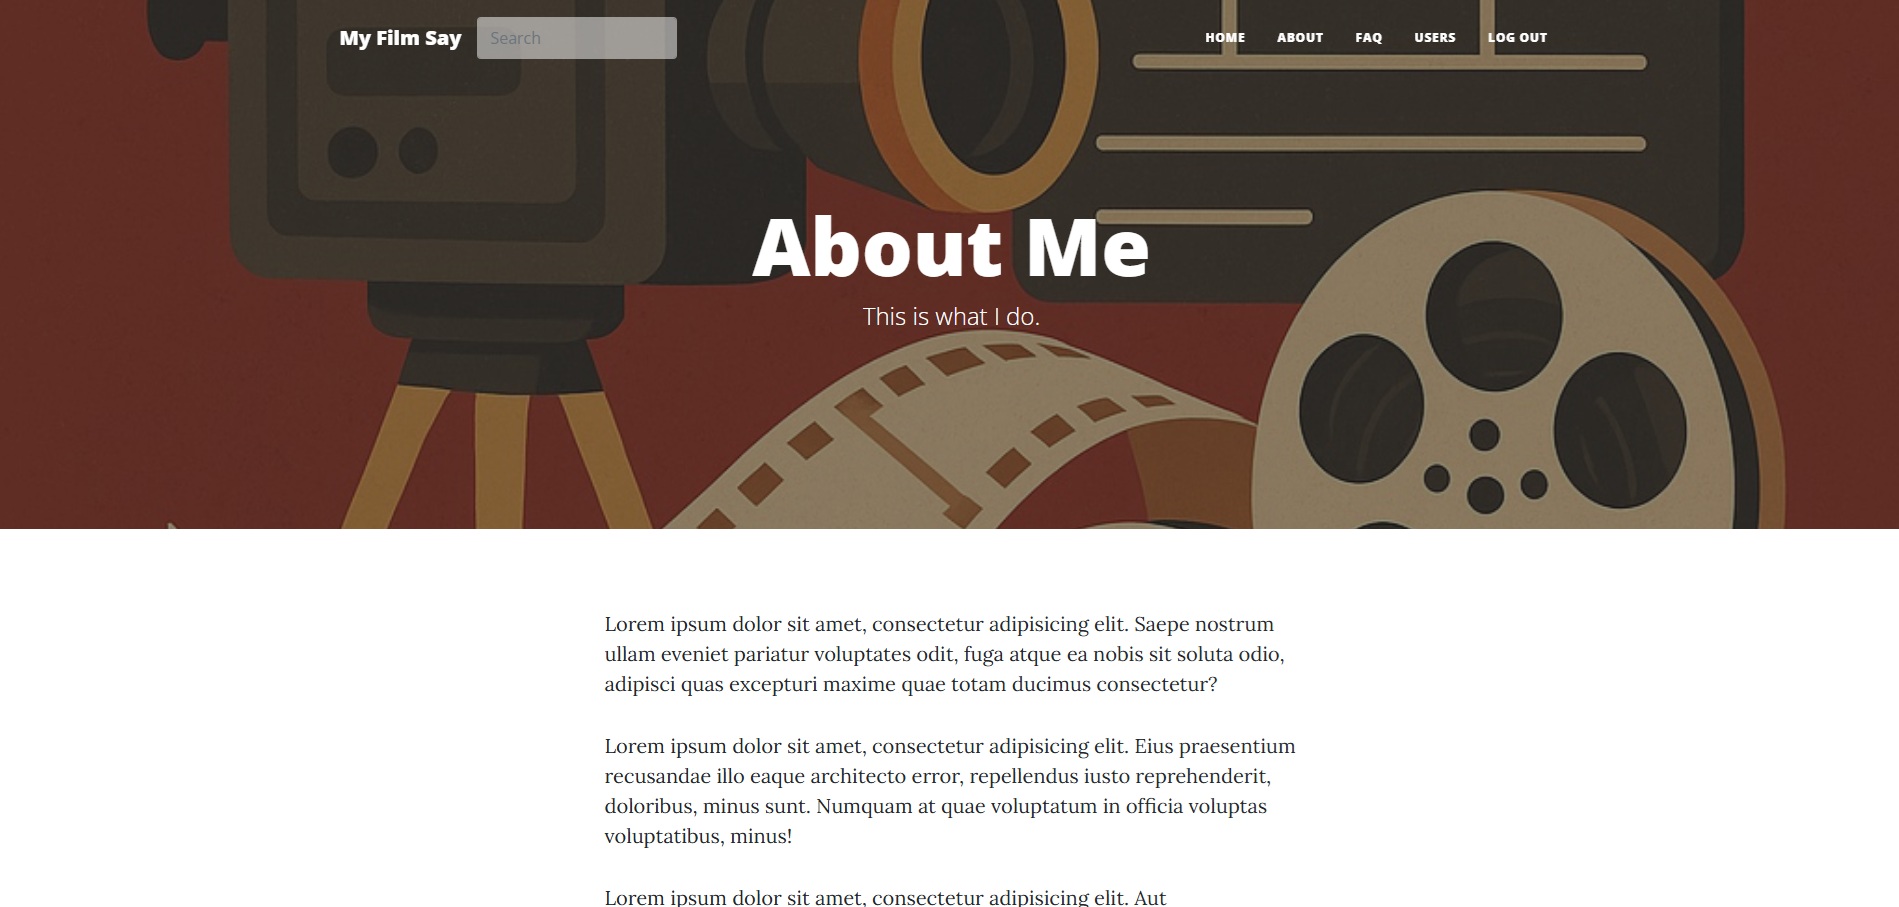 My Film Say Search HOME ABOUT FAQ USERS LOG OUT
About Me
This is what I do.
Lorem ipsum dolor sit amet, consectetur adipisicing elit. Saepe nostrum
ullam eveniet pariatur voluptates odit, fuga atque ea nobis sit soluta odio,
adipisci quas excepturi maxime quae totam ducimus consectetur?
Lorem ipsum dolor sit amet, consectetur adipisicing elit. Eius praesentium
recusandae illo eaque architecto error, repellendus iusto reprehenderit,
doloribus, minus sunt. Numquam at quae voluptatum in officia voluptas
voluptatibus, minus!
Lorem ipsum dolor sit amet, consectetur adipisicing elit. Aut